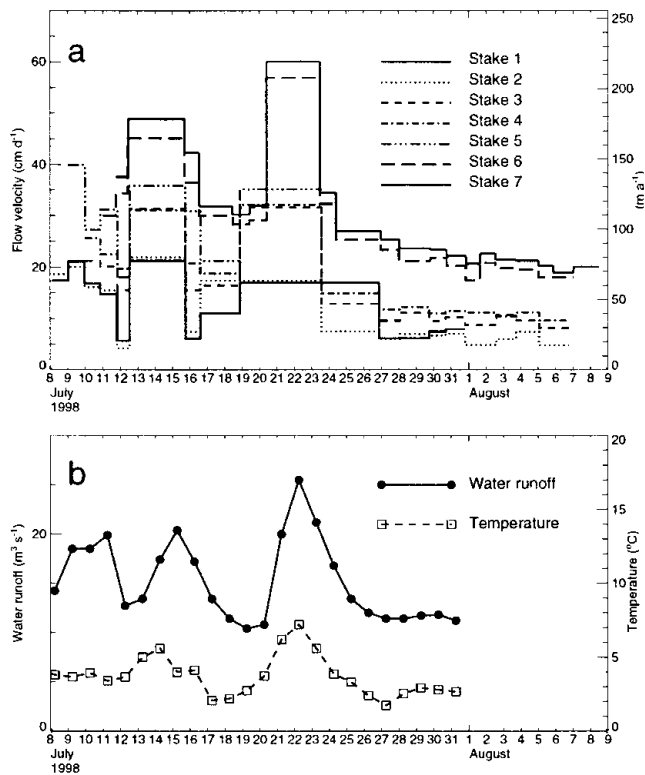 a
Flow velocity (cm d⁻¹)
60
40
20
0
250
200
150
100
50
0
(m a⁻¹)
Stake 1
Stake 2
Stake 3
Stake 4
Stake 5
Stake 6
Stake 7
8 9 10 11 12 13 14 15 16 17 18 19 20 21 22 23 24 25 26 27 28 29 30 31 1 2 3 4 5 6 7 8 9
July
1998
August
b
Water runoff (m³ s⁻¹)
20
0
20
15
10
5
0
Temperature (°C)
Water runoff
Temperature
8 9 10 11 12 13 14 15 16 17 18 19 20 21 22 23 24 25 26 27 28 29 30 31 1 2 3 4 5 6 7 8 9
July
1998
August